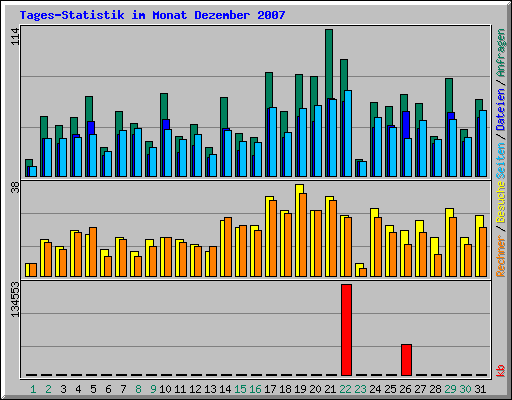 Tages-Statistik im Monat Dezember 2007
114
38
134553
Rechner / Besuche Seiten / Dateien / Anfragen
kb
1 2 3 4 5 6 7 8 9 10 11 12 13 14 15 16 17 18 19 20 21 22 23 24 25 26 27 28 29 30 31